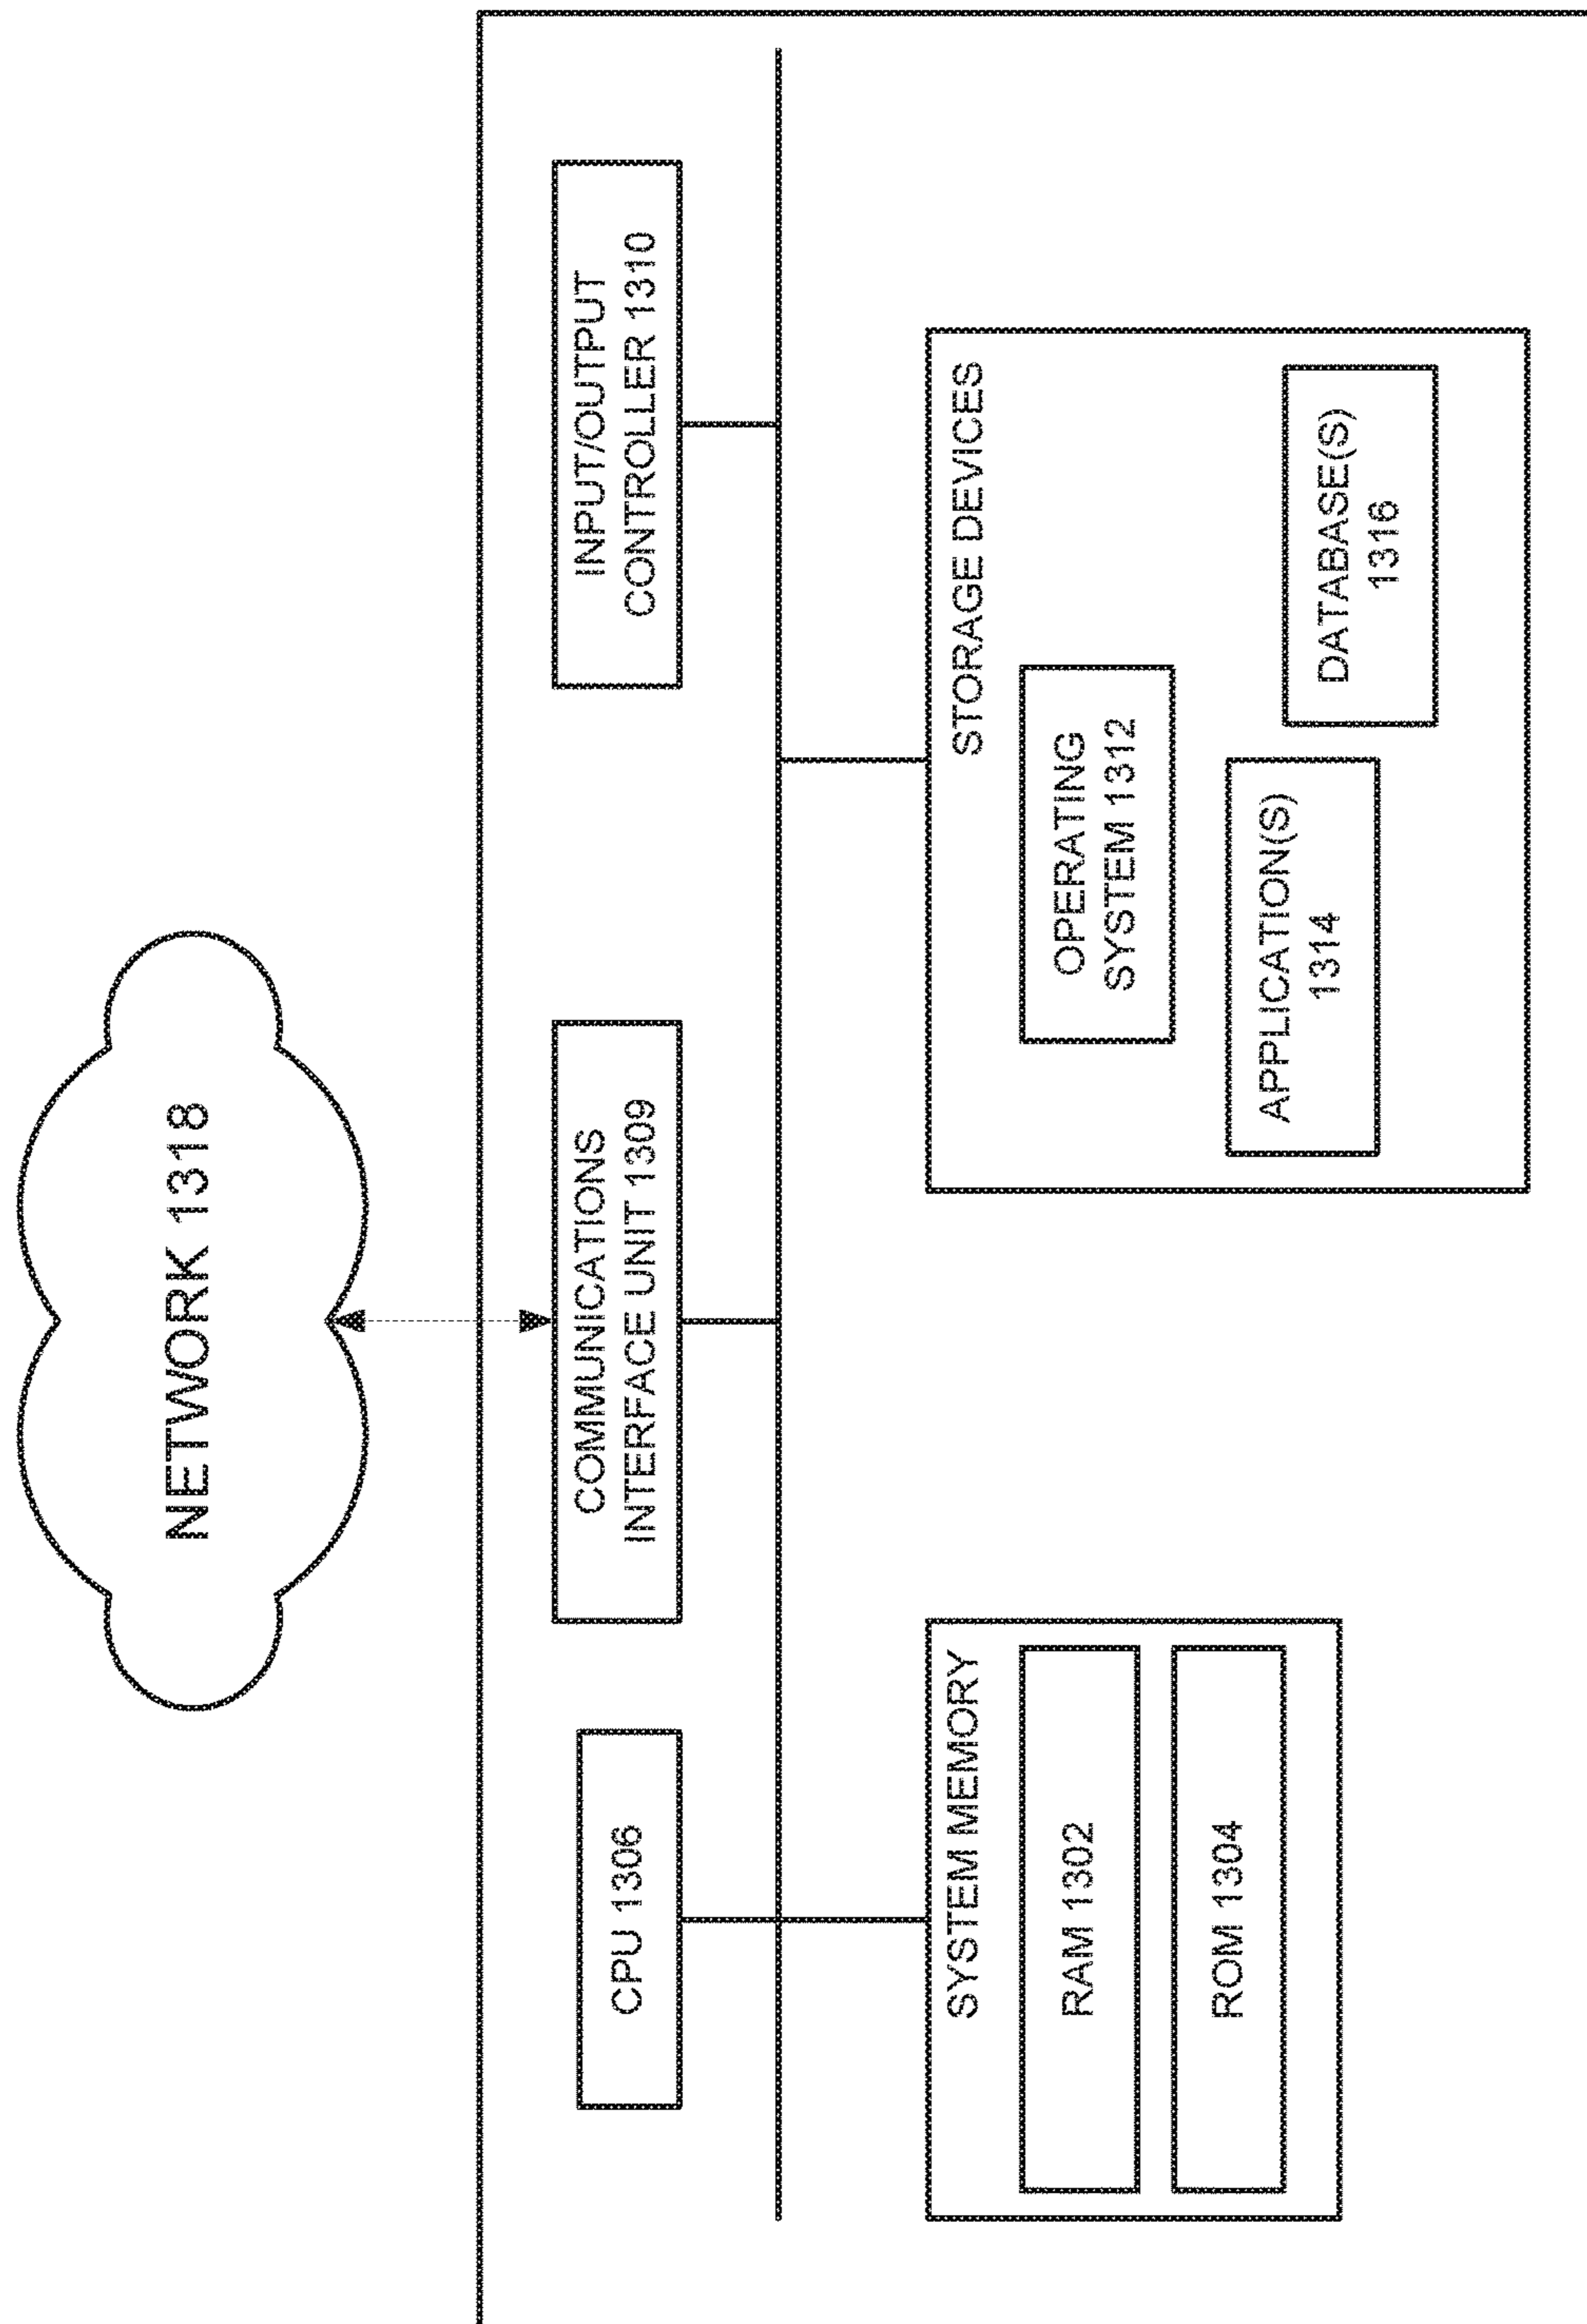 NETWORK 1318
CPU 1306
COMMUNICATIONS
INTERFACE UNIT 1309
INPUT/OUTPUT
CONTROLLER 1310
SYSTEM MEMORY
RAM 1302
ROM 1304
STORAGE DEVICES
OPERATING
SYSTEM 1312
APPLICATION(S)
1314
DATABASE(S)
1316